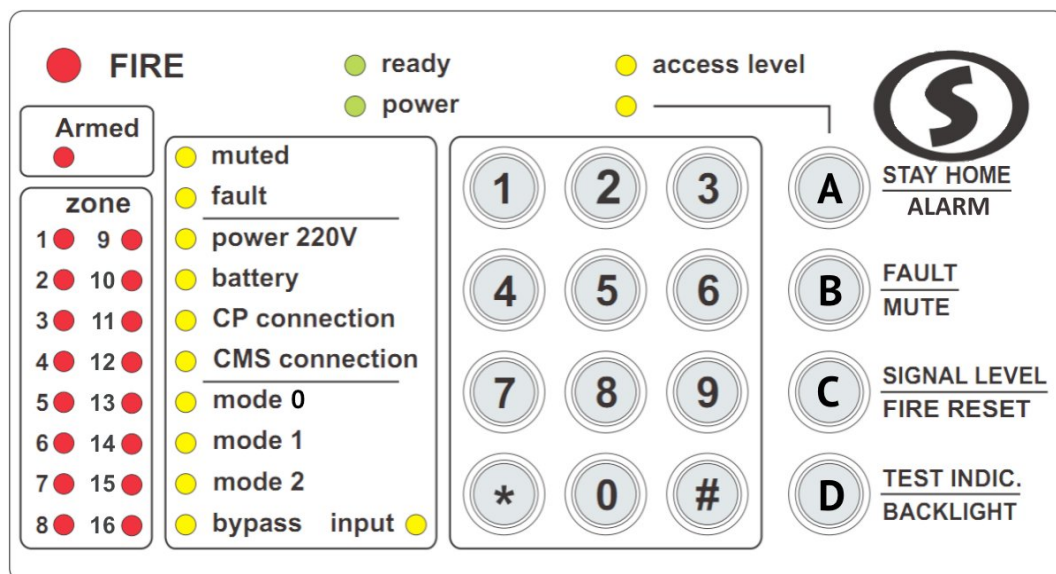 FIRE
ready
power
access level
Armed
zone
1 9
2 10
3 11
4 12
5 13
6 14
7 15
8 16
muted
fault
power 220V
battery
CP connection
CMS connection
mode 0
mode 1
mode 2
bypass input
1 2 3
4 5 6
7 8 9
* 0 #
S
A STAY HOME
ALARM
B FAULT
MUTE
C SIGNAL LEVEL
FIRE RESET
D TEST INDIC.
BACKLIGHT